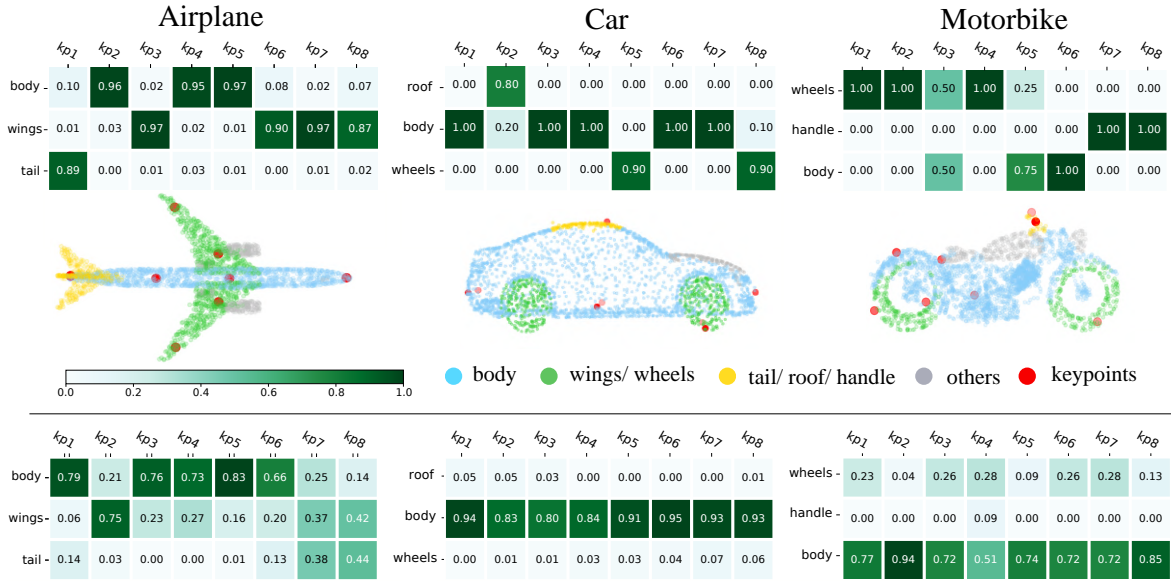 Airplane Car Motorbike
kp1 kp2 kp3 kp4 kp5 kp6 kp7 kp8 kp1 kp2 kp3 kp4 kp5 kp6 kp7 kp8 kp1 kp2 kp3 kp4 kp5 kp6 kp7 kp8
body 0.10 0.96 0.02 0.95 0.97 0.08 0.02 0.07 roof 0.00 0.80 0.00 0.00 0.00 0.00 0.00 0.00 wheels 1.00 1.00 0.50 1.00 0.25 0.00 0.00 0.00
wings 0.01 0.03 0.97 0.02 0.01 0.90 0.97 0.87 body 1.00 0.20 1.00 1.00 0.00 1.00 1.00 0.10 handle 0.00 0.00 0.00 0.00 0.00 0.00 1.00 1.00
tail 0.89 0.00 0.01 0.03 0.01 0.01 0.01 0.02 wheels 0.00 0.00 0.00 0.00 0.90 0.00 0.00 0.90 body 0.00 0.00 0.50 0.00 0.75 1.00 0.00 0.00
0.0 0.2 0.4 0.6 0.8 1.0
body wings/ wheels tail/ roof/ handle others keypoints
kp1 kp2 kp3 kp4 kp5 kp6 kp7 kp8 kp1 kp2 kp3 kp4 kp5 kp6 kp7 kp8 kp1 kp2 kp3 kp4 kp5 kp6 kp7 kp8
body 0.79 0.21 0.76 0.73 0.83 0.66 0.25 0.14 roof 0.05 0.05 0.03 0.00 0.00 0.00 0.00 0.01 wheels 0.23 0.04 0.26 0.28 0.09 0.26 0.28 0.13
wings 0.06 0.75 0.23 0.27 0.16 0.20 0.37 0.42 body 0.94 0.83 0.80 0.84 0.91 0.95 0.93 0.93 handle 0.00 0.00 0.00 0.09 0.00 0.00 0.00 0.00
tail 0.14 0.03 0.00 0.00 0.01 0.13 0.38 0.44 wheels 0.00 0.01 0.01 0.03 0.03 0.04 0.07 0.06 body 0.77 0.94 0.72 0.51 0.74 0.72 0.72 0.85